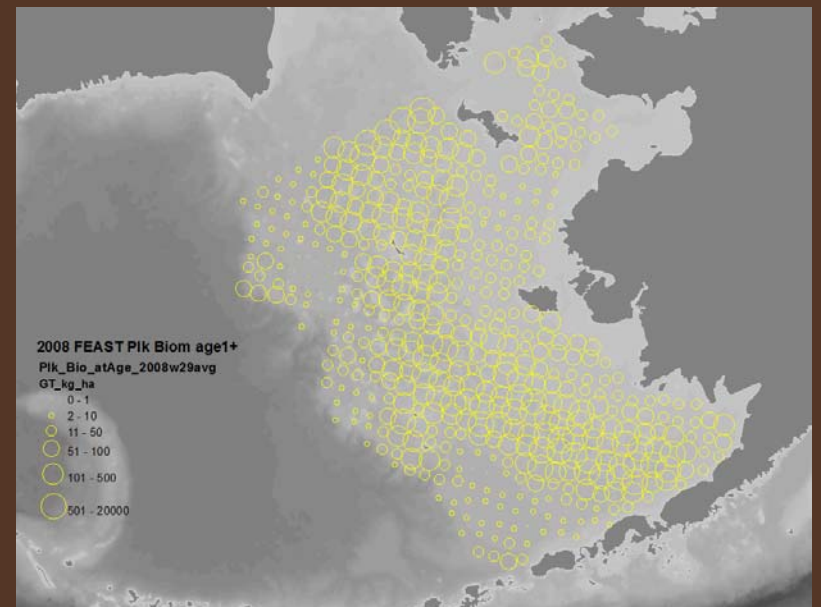 2008 FEAST Plk Biom age1+
Plk_Bio_atAge_2008w29avg
GT_kg_ha
0 - 1
2 - 10
11 - 50
51 - 100
101 - 500
501 - 20000